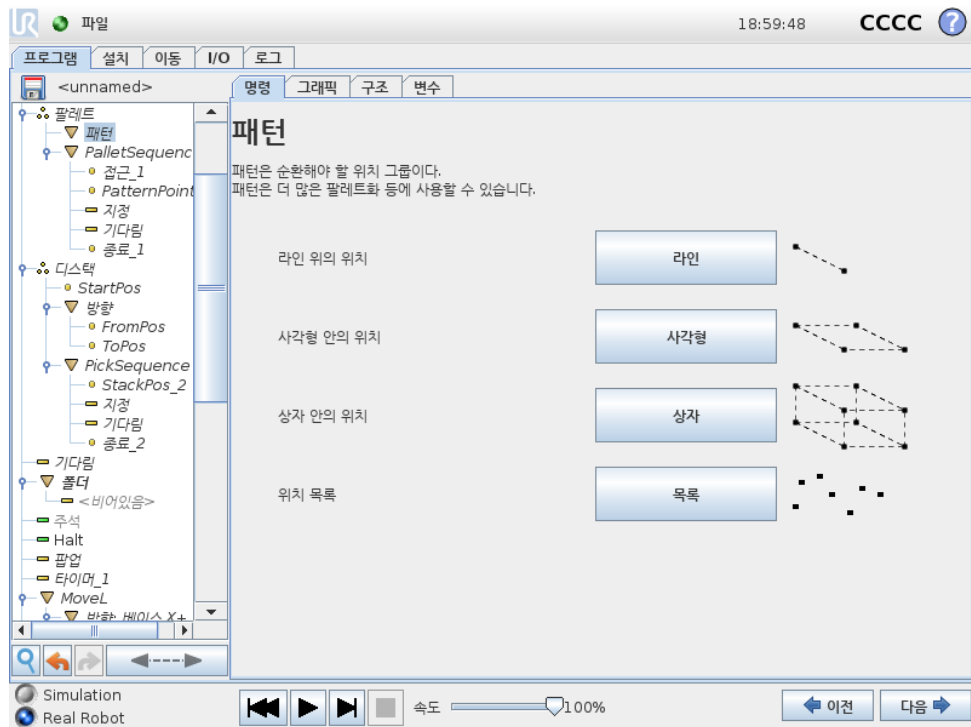 UR 파일 18:59:48 CCCC ?
프로그램 설치 이동 I/O 로그
<unnamed>
명령 그래픽 구조 변수
팔레트
패턴
PalletSequenc
접근_1
PatternPoint
지정
기다림
종료_1
디스택
StartPos
방향
FromPos
ToPos
PickSequence
StackPos_2
지정
기다림
종료_2
기다림
폴더
<비어있음>
주석
Halt
팝업
타이머_1
MoveL
방향: 베이스 X+
패턴
패턴은 순환해야 할 위치 그룹이다.
패턴은 더 많은 팔레트화 등에 사용할 수 있습니다.
라인 위의 위치 라인
사각형 안의 위치 사각형
상자 안의 위치 상자
위치 목록 목록
Simulation
Real Robot
속도 100%
이전 다음